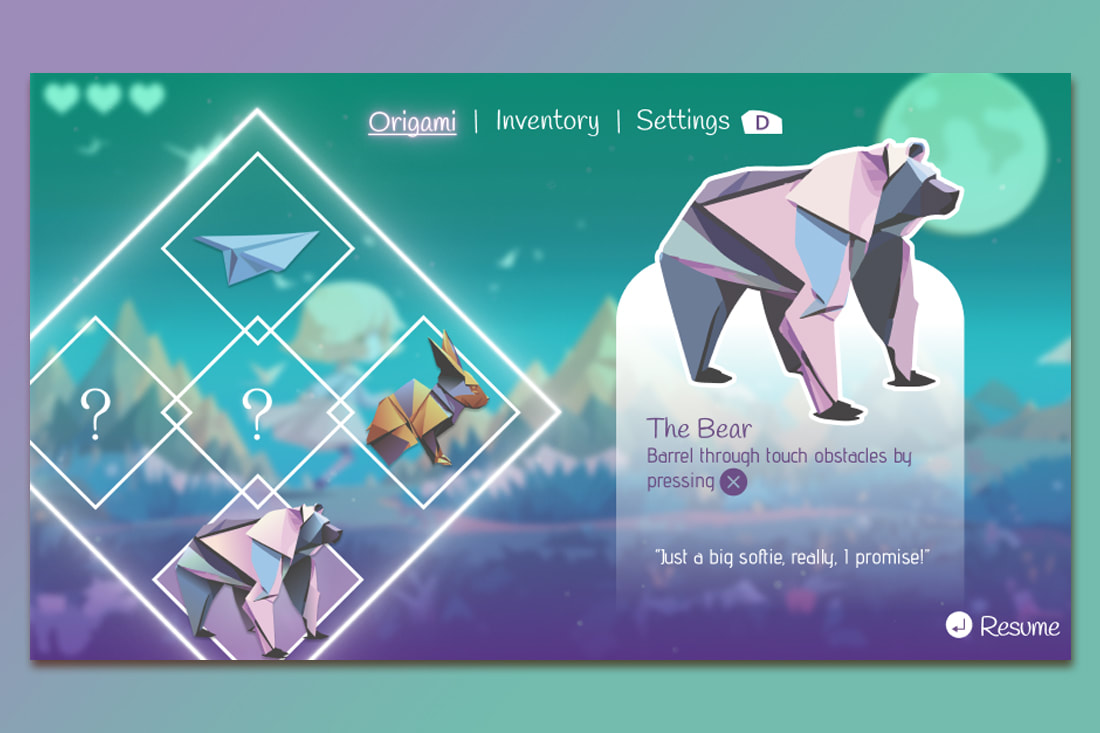 Origami | Inventory | Settings D
?
?
The Bear
Barrel through touch obstacles by
pressing
"Just a big softie, really, I promise!"
Resume